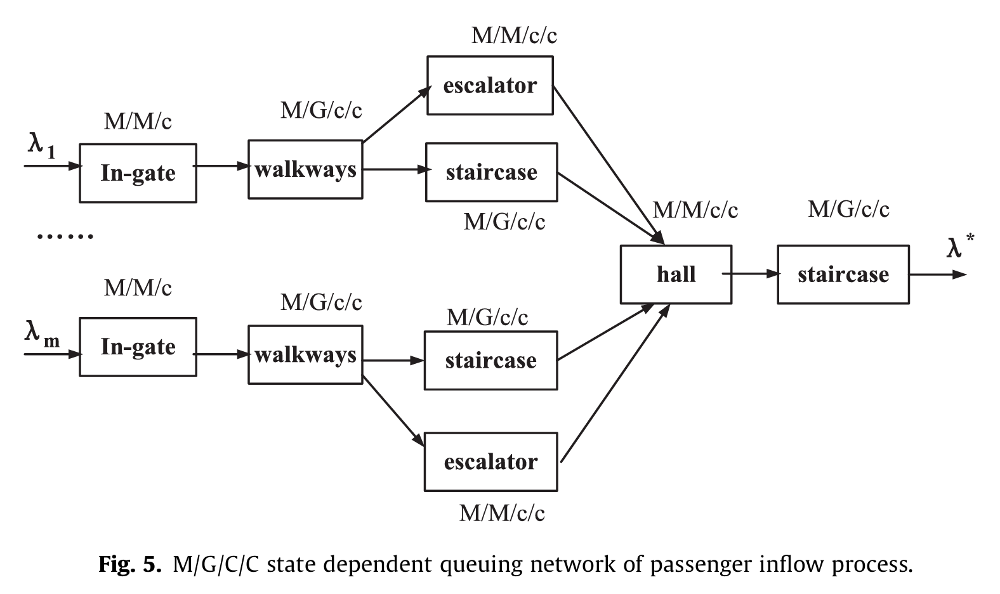 M/M/c/c
escalator
M/G/c/c
M/M/c
λ1
In-gate
walkways
staircase
M/G/c/c
......
M/M/c/c
M/G/c/c
λ*
hall
staircase
M/M/c
M/G/c/c
λm
In-gate
walkways
M/G/c/c
staircase
escalator
M/M/c/c
Fig. 5. M/G/C/C state dependent queuing network of passenger inflow process.